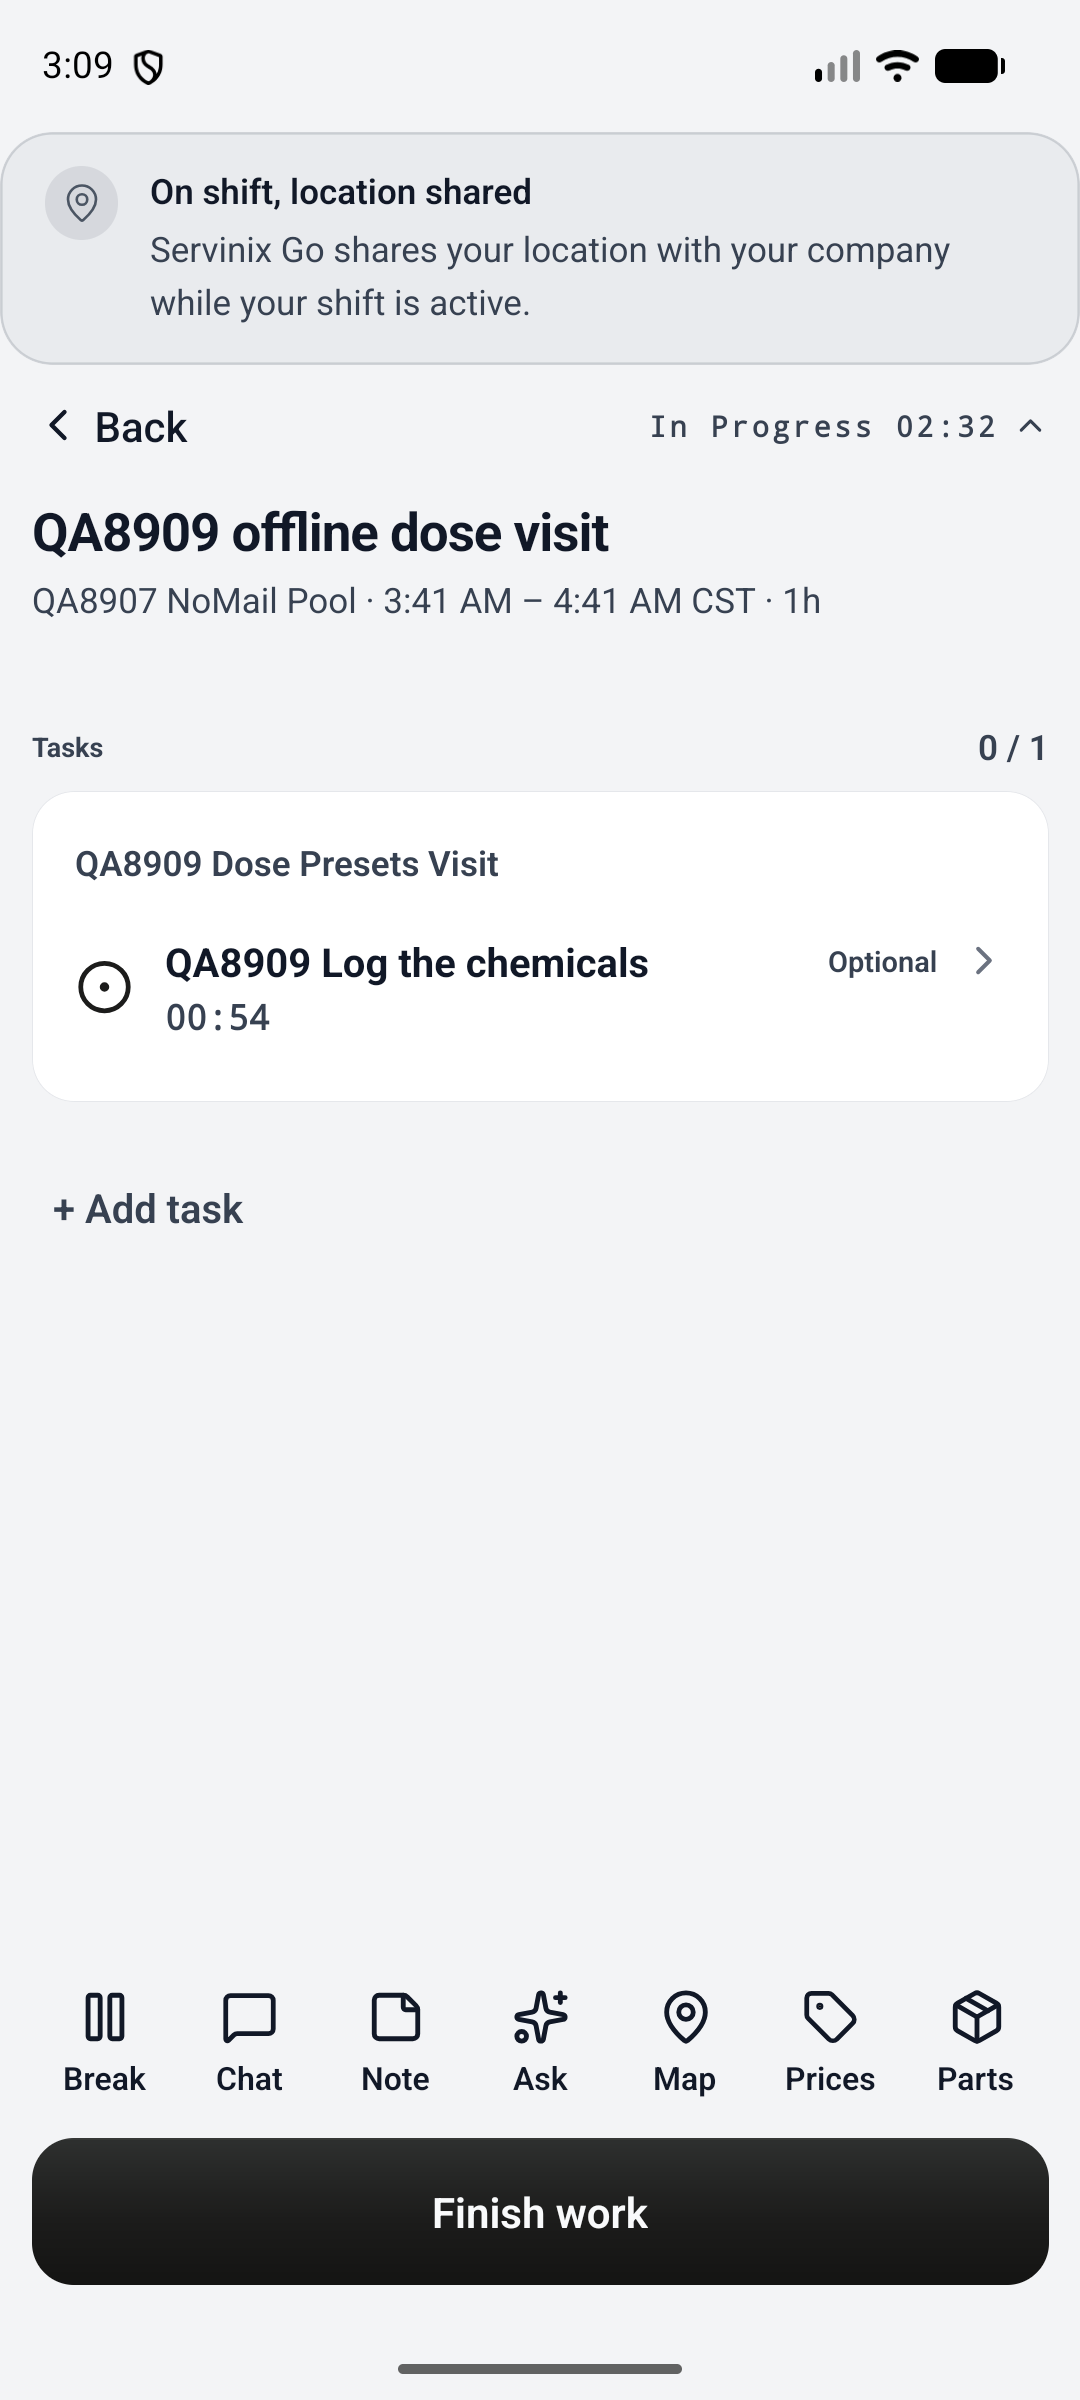 3:09
On shift, location shared
Servinix Go shares your location with your company
while your shift is active.
Back
In Progress 02:32
QA8909 offline dose visit
QA8907 NoMail Pool · 3:41 AM – 4:41 AM CST · 1h
Tasks
0 / 1
QA8909 Dose Presets Visit
QA8909 Log the chemicals
Optional
00:54
+ Add task
Break
Chat
Note
Ask
Map
Prices
Parts
Finish work